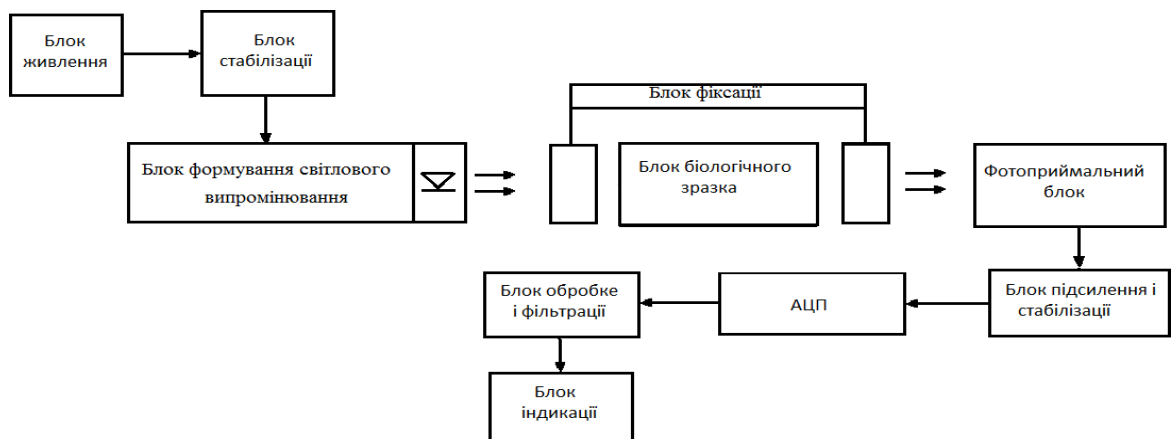 Блок
живлення
Блок
стабілізації
Блок фіксації
Блок формування світлового
випромінювання
Блок біологічного
зразка
Фотоприймальний
блок
Блок обробке
і фільтрації
АЦП
Блок підсилення і
стабілізації
Блок
індикації